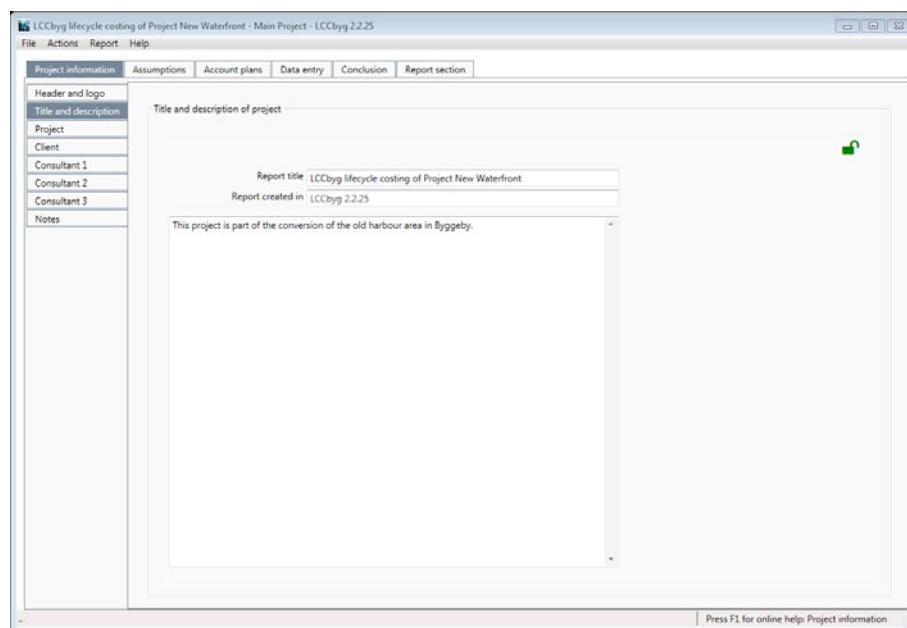 LCCbyg lifecycle costing of Project New Waterfront - Main Project - LCCbyg 2.2.25
File Actions Report Help
Project information Assumptions Account plans Data entry Conclusion Report section
Header and logo
Title and description
Project
Client
Consultant 1
Consultant 2
Consultant 3
Notes
Title and description of project
Report title LCCbyg lifecycle costing of Project New Waterfront
Report created in LCCbyg 2.2.25
This project is part of the conversion of the old harbour area in Byggeby.
Press F1 for online help: Project information